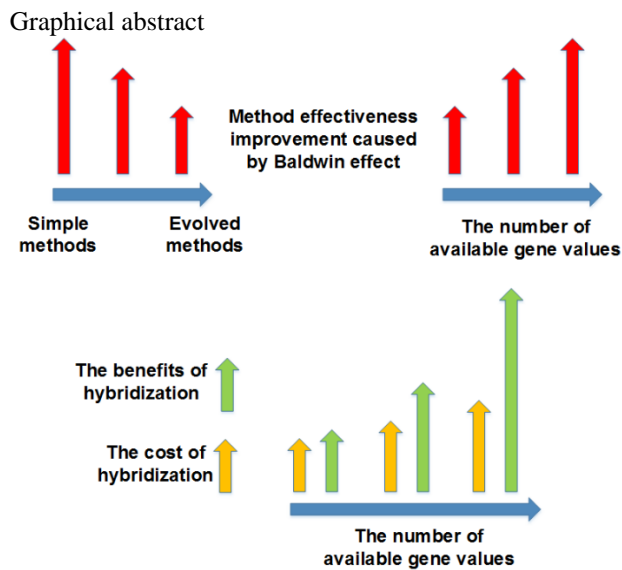 Graphical abstract
Method effectiveness
improvement caused
by Baldwin effect
Simple
methods
Evolved
methods
The number of
available gene values
The benefits of
hybridization
The cost of
hybridization
The number of
available gene values